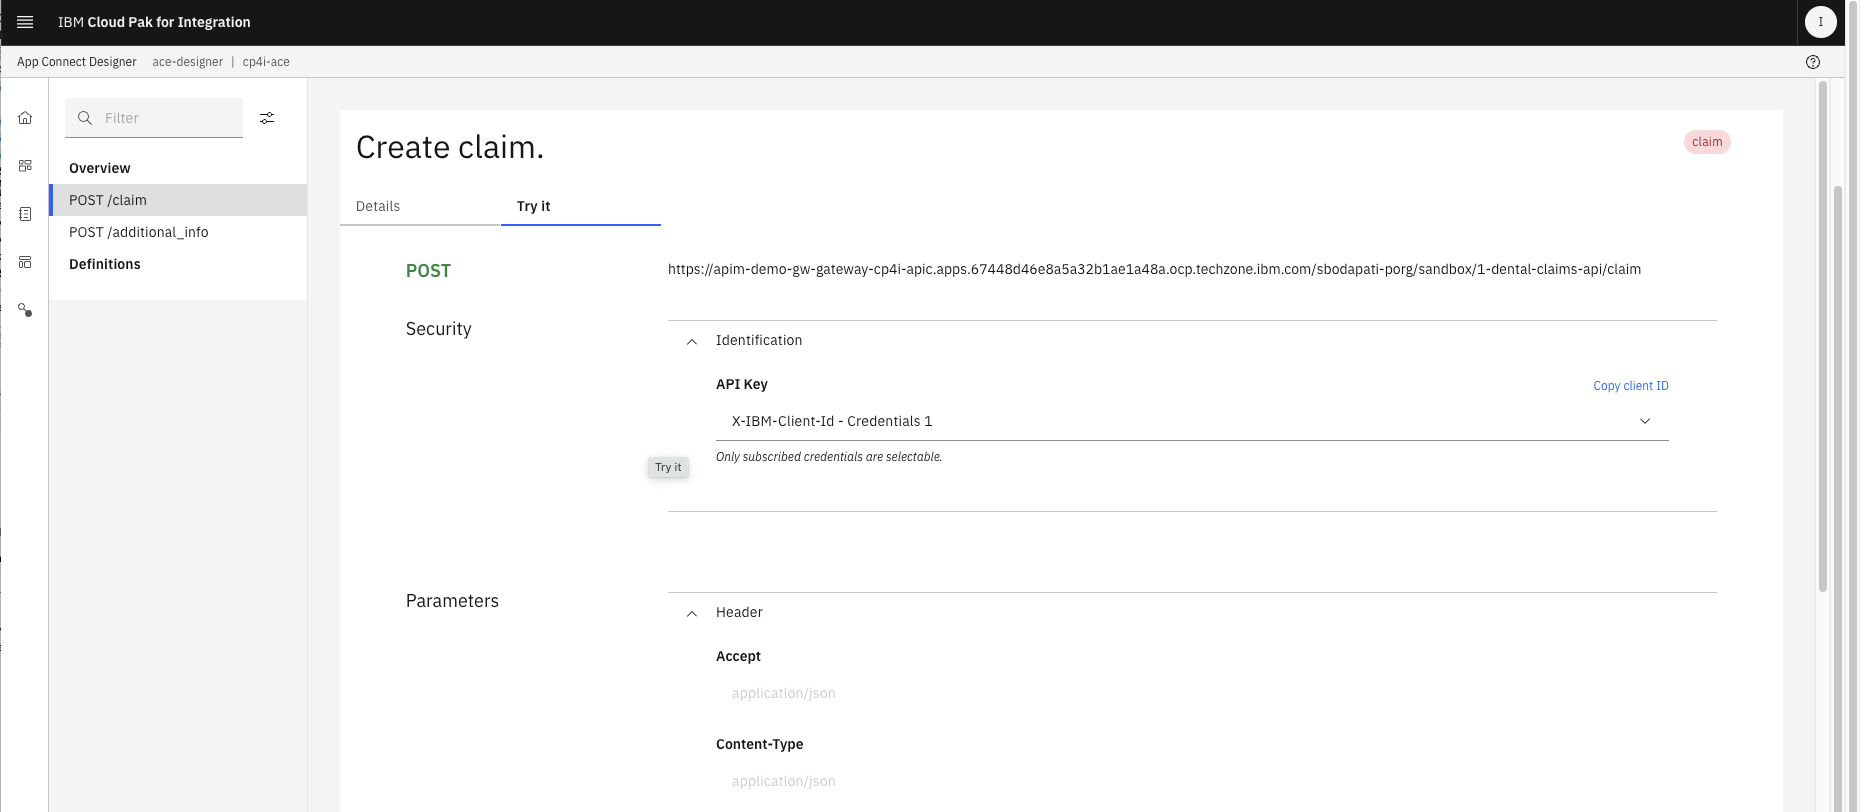 IBM Cloud Pak for Integration
I
App Connect Designer ace-designer | cp4i-ace
Filter
Overview
POST /claim
POST /additional_info
Definitions
Create claim.
claim
Details
Try it
POST
https://apim-demo-gw-gateway-cp4i-apic.apps.67448d46e8a5a32b1ae1a48a.ocp.techzone.ibm.com/sbodapati-porg/sandbox/1-dental-claims-api/claim
Security
Identification
API Key
Copy client ID
X-IBM-Client-Id - Credentials 1
Only subscribed credentials are selectable.
Try it
Parameters
Header
Accept
application/json
Content-Type
application/json